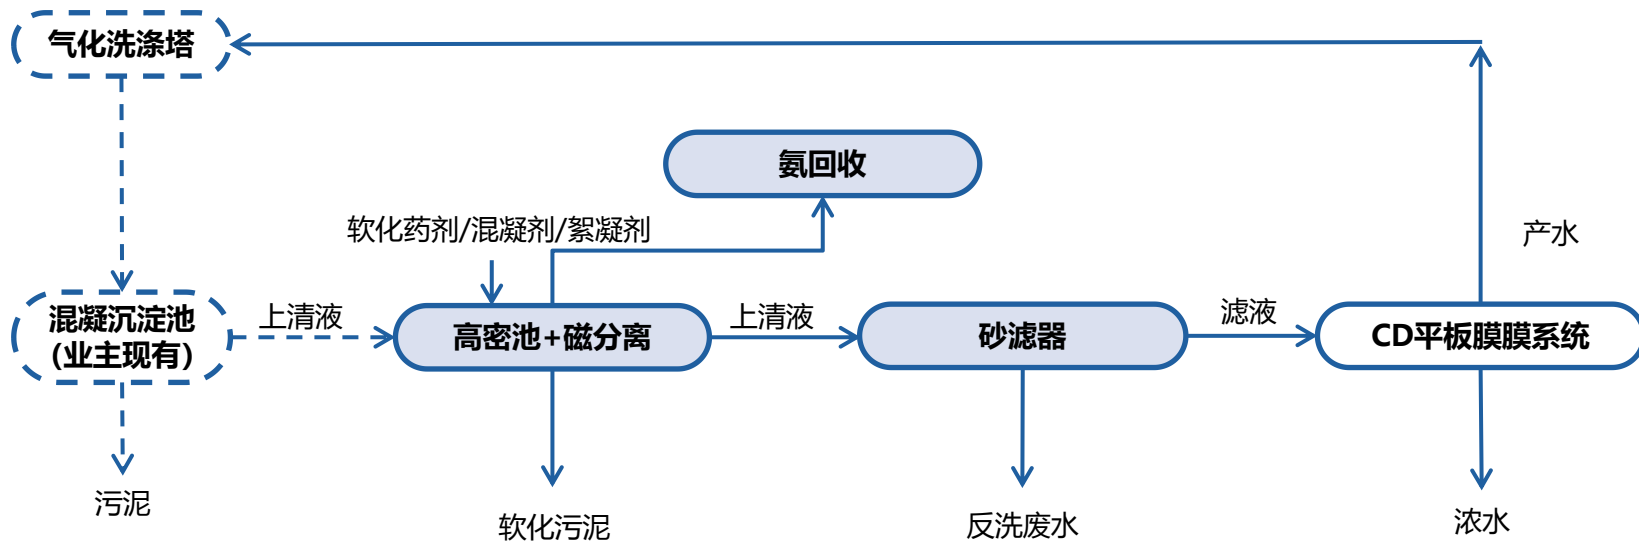 气化洗涤塔
氨回收
软化药剂/混凝剂/絮凝剂
产水
混凝沉淀池
(业主现有)
上清液
高密池+磁分离
上清液
砂滤器
滤液
CD平板膜膜系统
污泥
软化污泥
反洗废水
浓水